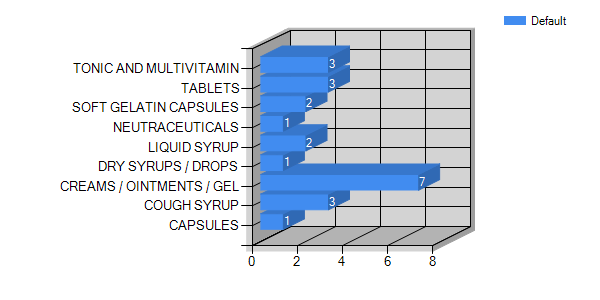 Default
TONIC AND MULTIVITAMIN 3
TABLETS 3
SOFT GELATIN CAPSULES 2
NEUTRACEUTICALS 1
LIQUID SYRUP 2
DRY SYRUPS / DROPS 1
CREAMS / OINTMENTS / GEL 7
COUGH SYRUP 3
CAPSULES 1
0 2 4 6 8